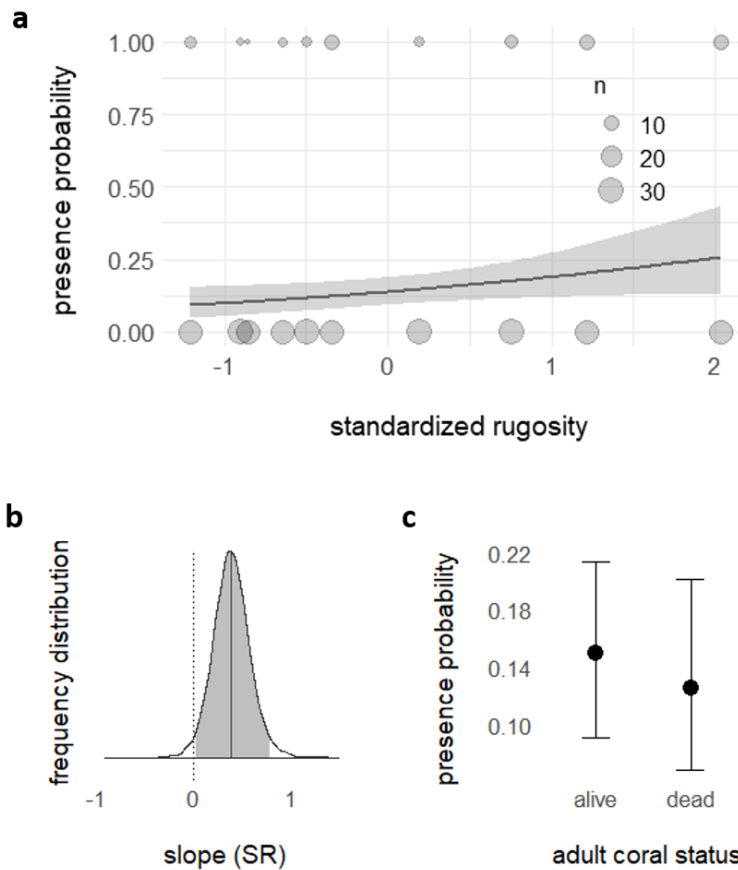 a
presence probability
1.00
0.75
0.50
0.25
0.00
n
10
20
30
-1
0
1
2
standardized rugosity
b
frequency distribution
-1
0
1
slope (SR)
c
presence probability
0.22
0.18
0.14
0.10
alive
dead
adult coral status